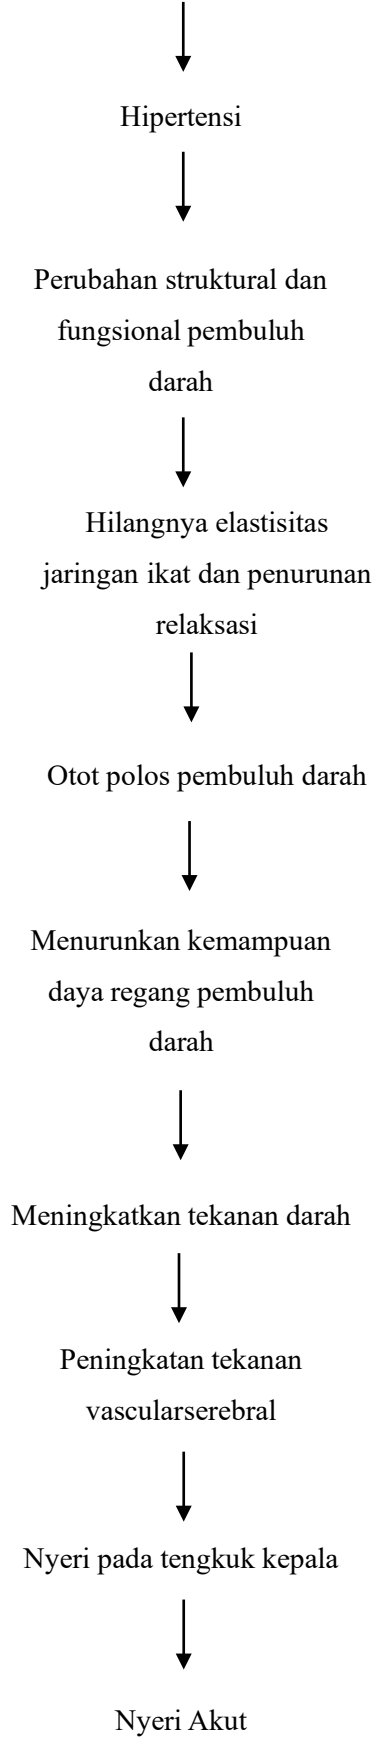 Hipertensi
Perubahan struktural dan
fungsional pembuluh
darah
Hilangnya elastisitas
jaringan ikat dan penurunan
relaksasi
Otot polos pembuluh darah
Menurunkan kemampuan
daya regang pembuluh
darah
Meningkatkan tekanan darah
Peningkatan tekanan
vascularserebral
Nyeri pada tengkuk kepala
Nyeri Akut